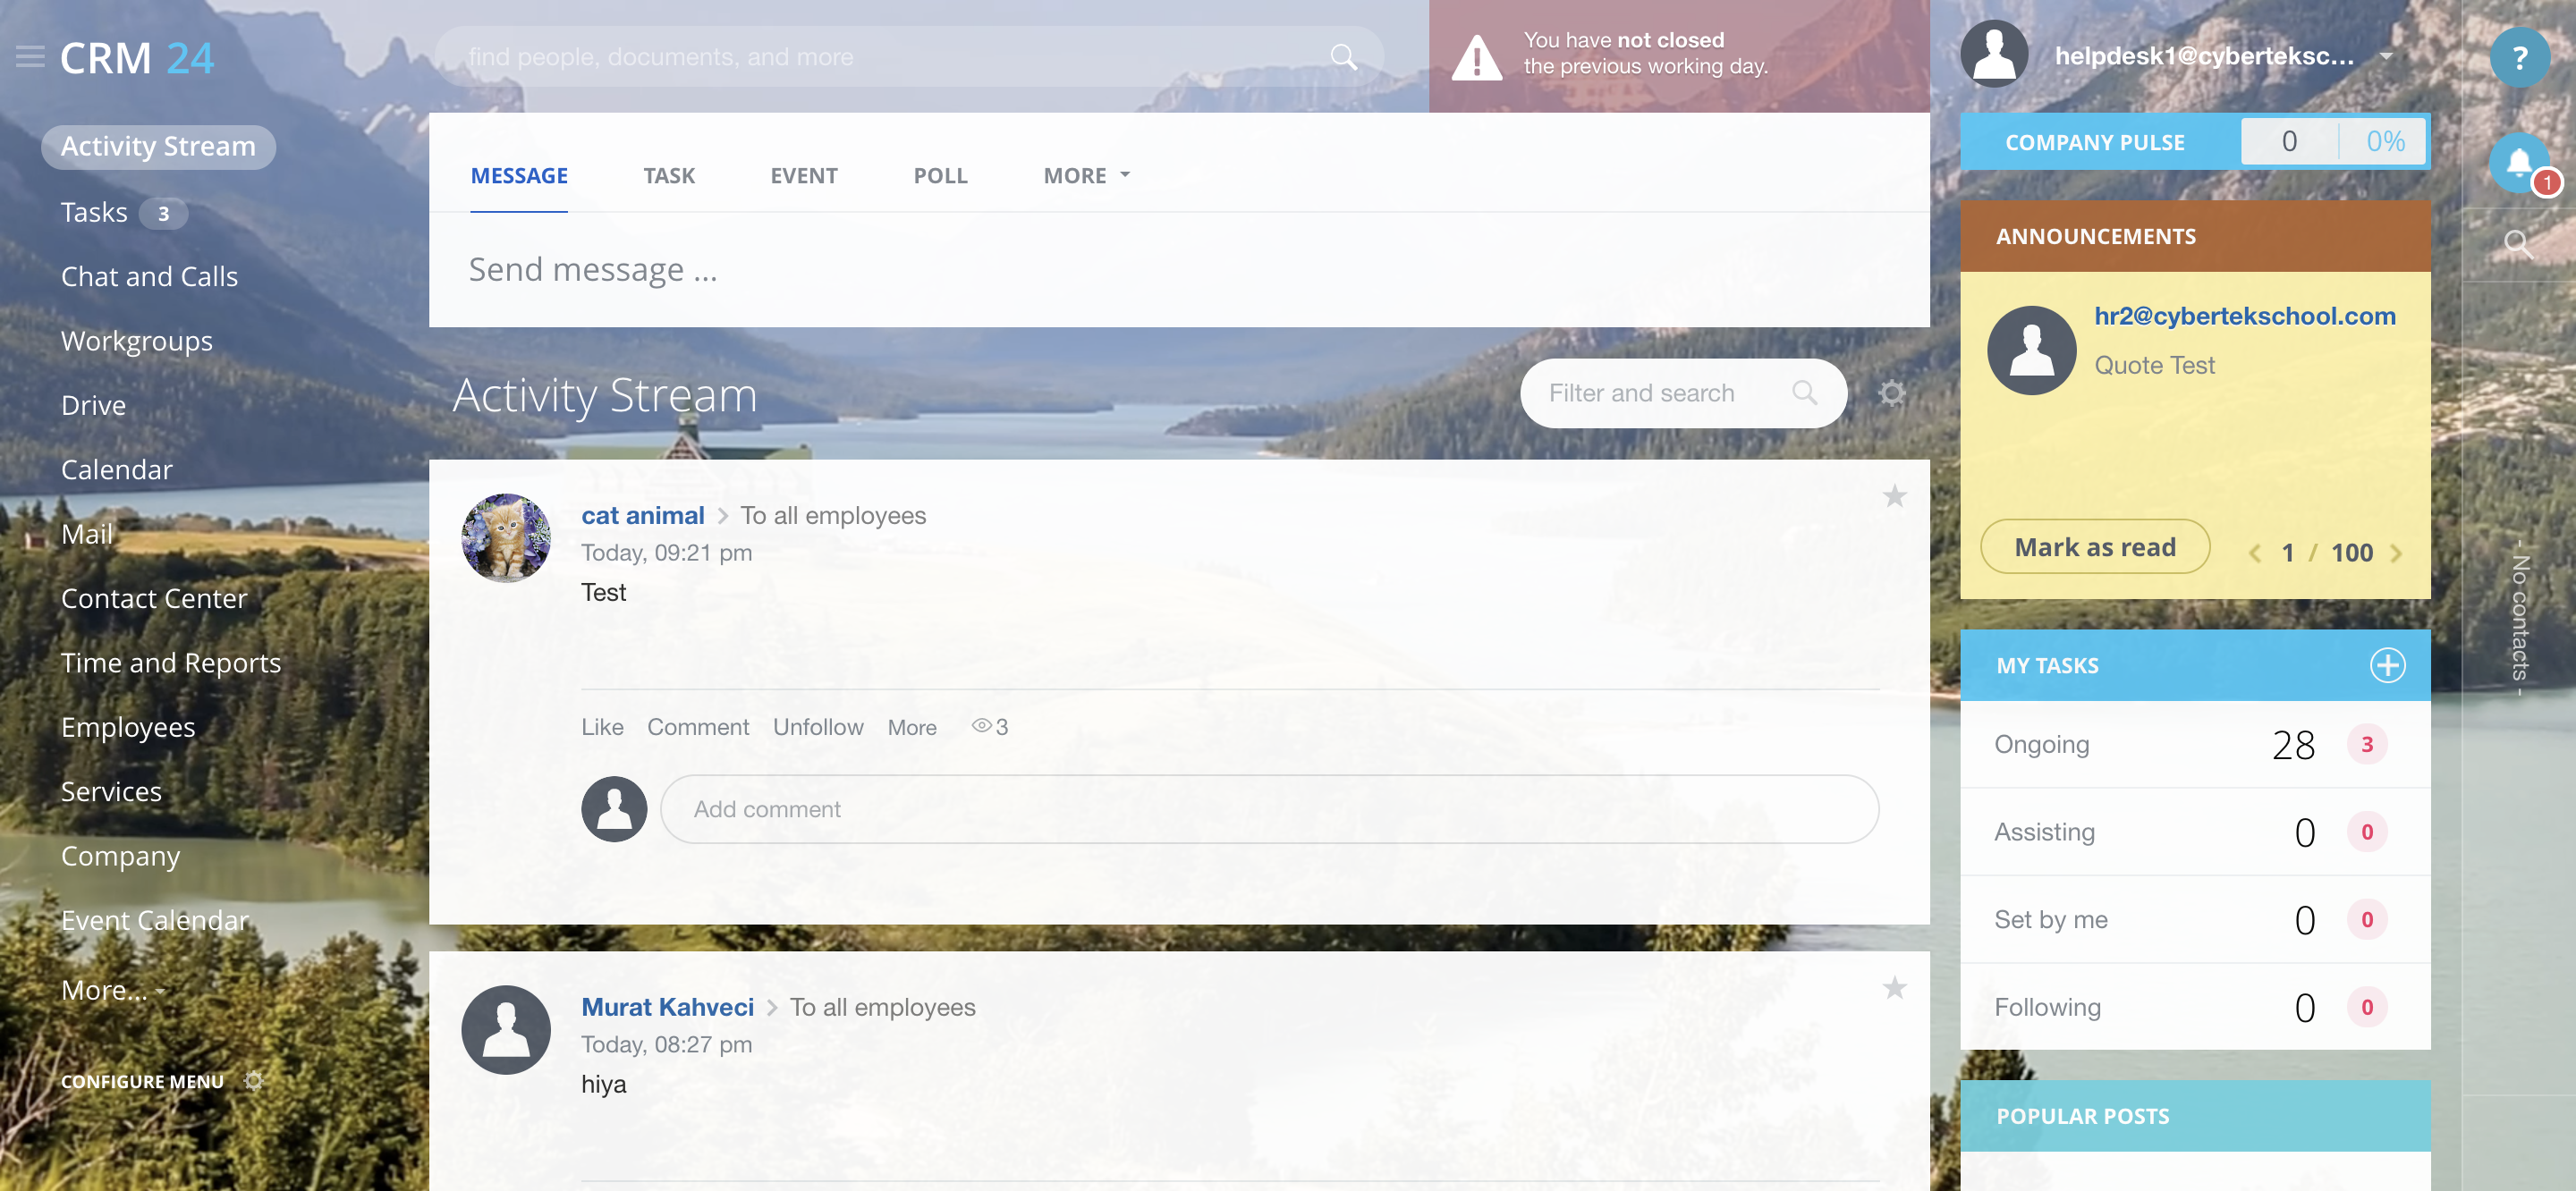 CRM 24
find people, documents, and more
You have not closed
the previous working day.
helpdesk1@cyberteksc...
?
Activity Stream
Tasks 3
Chat and Calls
Workgroups
Drive
Calendar
Mail
Contact Center
Time and Reports
Employees
Services
Company
Event Calendar
More...
CONFIGURE MENU
MESSAGE TASK EVENT POLL MORE
Send message ...
Activity Stream
Filter and search
cat animal To all employees
Today, 09:21 pm
Test
Like Comment Unfollow More 3
Add comment
Murat Kahveci To all employees
Today, 08:27 pm
hiya
COMPANY PULSE 0 0%
ANNOUNCEMENTS
hr2@cybertekschool.com
Quote Test
Mark as read 1 / 100
MY TASKS
Ongoing 28 3
Assisting 0 0
Set by me 0 0
Following 0 0
POPULAR POSTS
1
- No contacts -